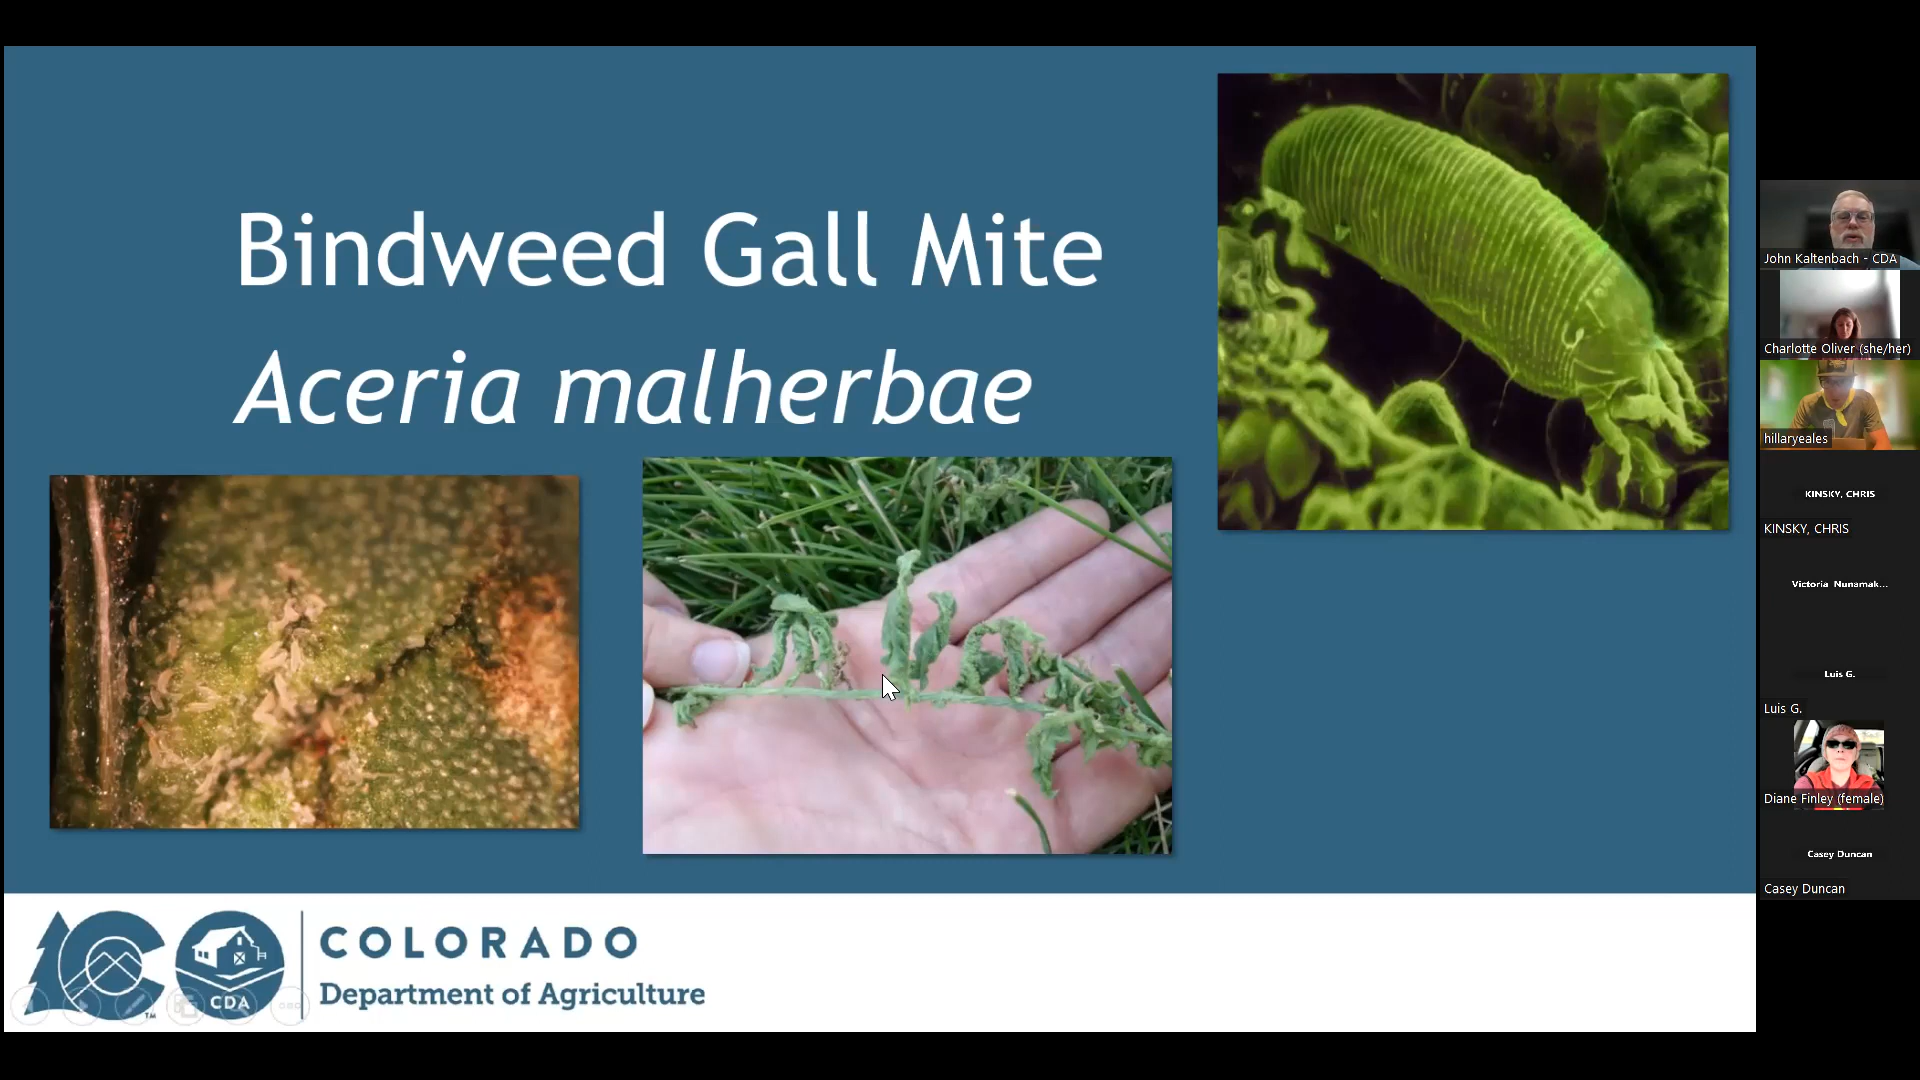 Bindweed Gall Mite
Aceria malherbae
CDA
TM
COLORADO
Department of Agriculture
John Kaltenbach - CDA
Charlotte Oliver (she/her)
hillaryeales
KINSKY, CHRIS
KINSKY, CHRIS
Victoria Nunamak...
Luis G.
Luis G.
Diane Finley (female)
Casey Duncan
Casey Duncan